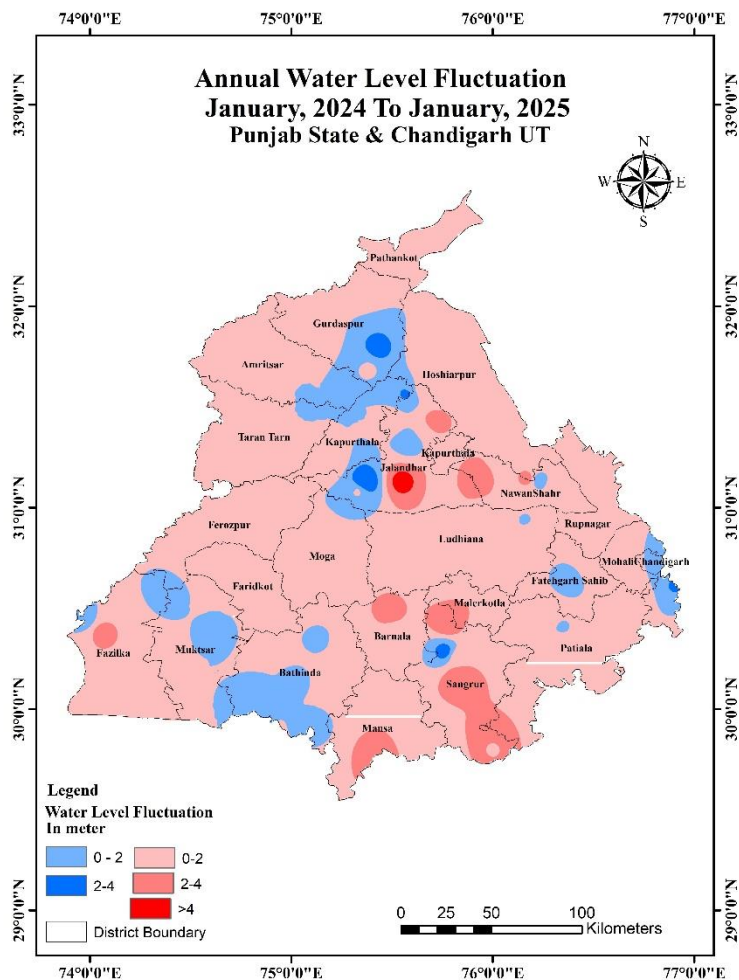 74°0'0"E 75°0'0"E 76°0'0"E 77°0'0"E
Annual Water Level Fluctuation
January, 2024 To January, 2025
Punjab State & Chandigarh UT
N
W E
S
33°0'0"N 33°0'0"N
Pathankot
32°0'0"N 32°0'0"N
Gurdaspur
Amritsar
Hoshiarpur
Taran Tarn
Kapurthala
Kapurthala
Jalandhar
NawanShahr
31°0'0"N 31°0'0"N
Ferozpur
Rupnagar
Ludhiana
Moga
Mohali Chandigarh
Faridkot
Fatehgarh Sahib
Malerkotla
Barnala
Fazilka
Muktsar
Patiala
Bathinda
Sangrur
30°0'0"N 30°0'0"N
Mansa
Legend
Water Level Fluctuation
In meter
0 - 2 0-2
2-4 2-4
>4
District Boundary
0 25 50 100
Kilometers
29°0'0"N 29°0'0"N
74°0'0"E 75°0'0"E 76°0'0"E 77°0'0"E